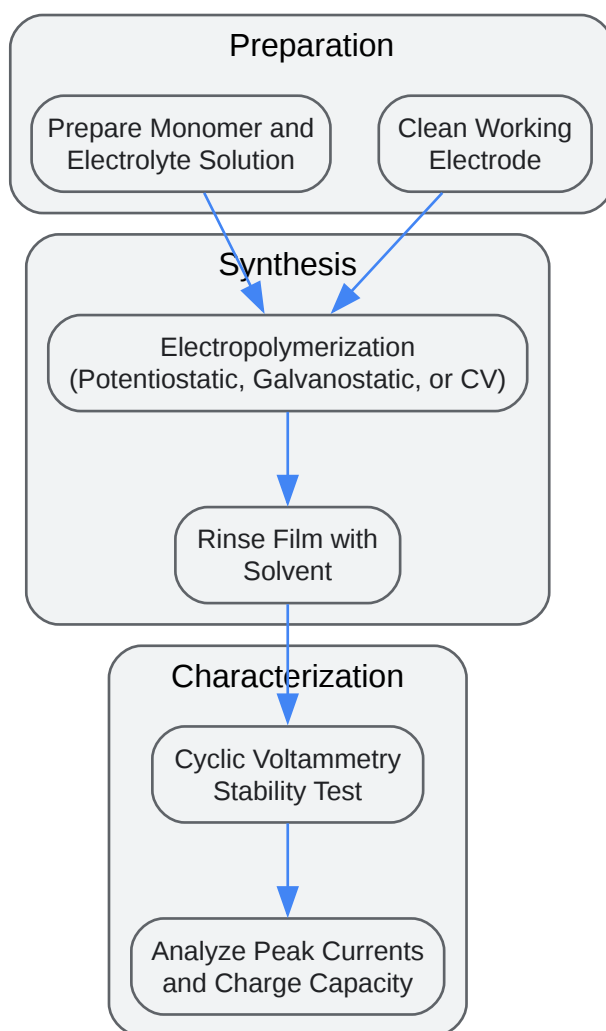 Preparation
Prepare Monomer and
Electrolyte Solution
Clean Working
Electrode
Synthesis
Electropolymerization
(Potentiostatic, Galvanostatic, or CV)
Rinse Film with
Solvent
Characterization
Cyclic Voltammetry
Stability Test
Analyze Peak Currents
and Charge Capacity